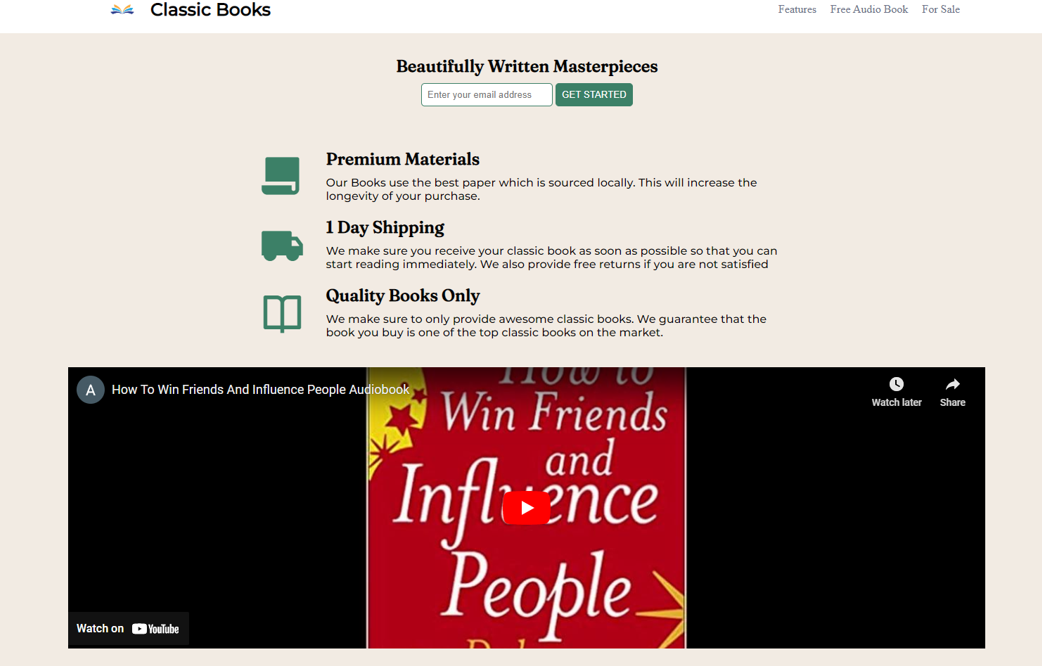 Classic Books
Features Free Audio Book For Sale
Beautifully Written Masterpieces
Enter your email address GET STARTED
Premium Materials
Our Books use the best paper which is sourced locally. This will increase the
longevity of your purchase.
1 Day Shipping
We make sure you receive your classic book as soon as possible so that you can
start reading immediately. We also provide free returns if you are not satisfied
Quality Books Only
We make sure to only provide awesome classic books. We guarantee that the
book you buy is one of the top classic books on the market.
A How To Win Friends And Influence People Audiobook
Watch later Share
How to
Win Friends
and
Influence
People
Watch on YouTube